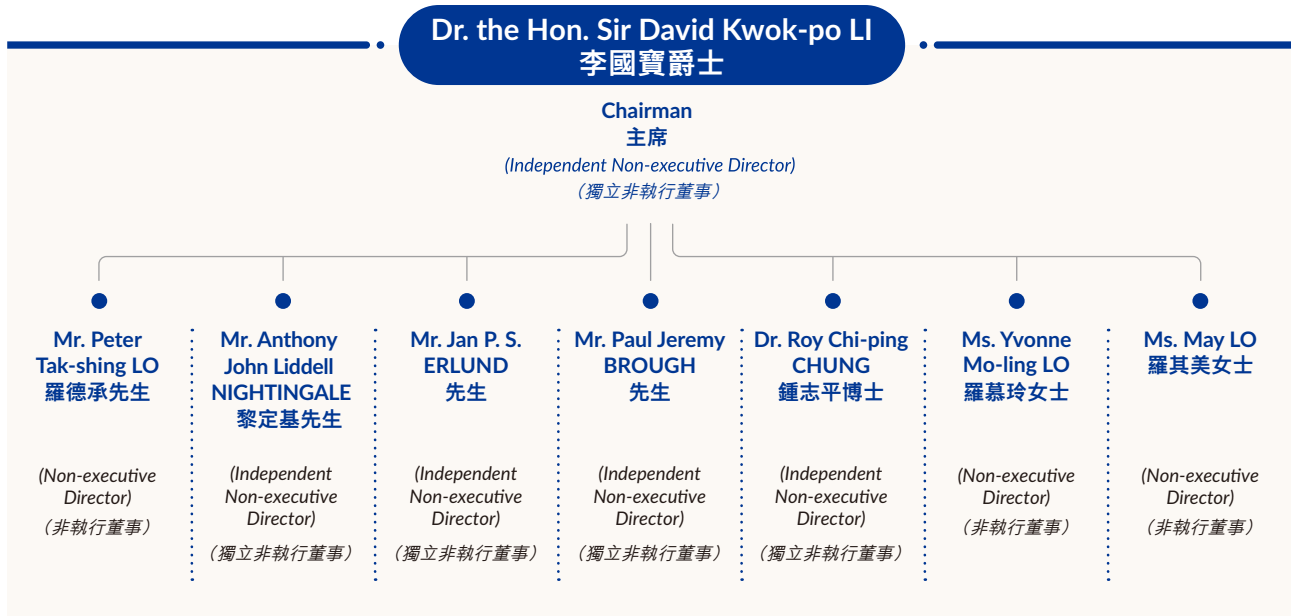 Dr. the Hon. Sir David Kwok-po LI
李國寶爵士
Chairman
主席
(Independent Non-executive Director)
（獨立非執行董事）
Mr. Peter
Tak-shing LO
羅德承先生
(Non-executive
Director)
（非執行董事）
Mr. Anthony
John Liddell
NIGHTINGALE
黎定基先生
(Independent
Non-executive
Director)
（獨立非執行董事）
Mr. Jan P. S.
ERLUND
先生
(Independent
Non-executive
Director)
（獨立非執行董事）
Mr. Paul Jeremy
BROUGH
先生
(Independent
Non-executive
Director)
（獨立非執行董事）
Dr. Roy Chi-ping
CHUNG
鍾志平博士
(Independent
Non-executive
Director)
（獨立非執行董事）
Ms. Yvonne
Mo-ling LO
羅慕玲女士
(Non-executive
Director)
（非執行董事）
Ms. May LO
羅其美女士
(Non-executive
Director)
（非執行董事）